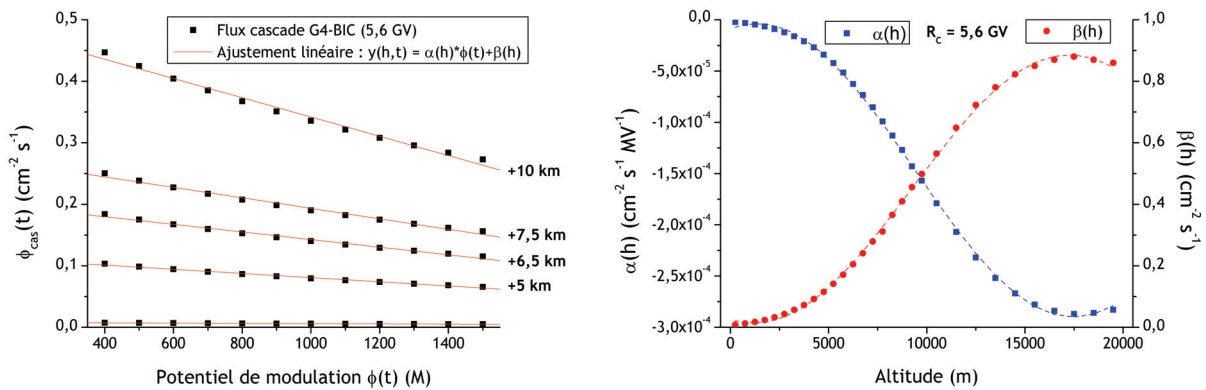 Flux cascade G4-BIC (5,6 GV)
Ajustement linéaire : y(h,t) = α(h)*ϕ(t)+β(h)
0,5
0,4
0,3
0,2
0,1
0,0
ϕcas(t) (cm-2 s-1)
+10 km
+7,5 km
+6,5 km
+5 km
400 600 800 1000 1200 1400
Potentiel de modulation ϕ(t) (M)
α(h) Rc = 5,6 GV β(h)
0,0
-5,0x10-5
-1,0x10-4
-1,5x10-4
-2,0x10-4
-2,5x10-4
-3,0x10-4
α(h) (cm-2 s-1 MV-1)
1,0
0,8
0,6
0,4
0,2
0,0
β(h) (cm-2 s-1)
0 5000 10000 15000 20000
Altitude (m)